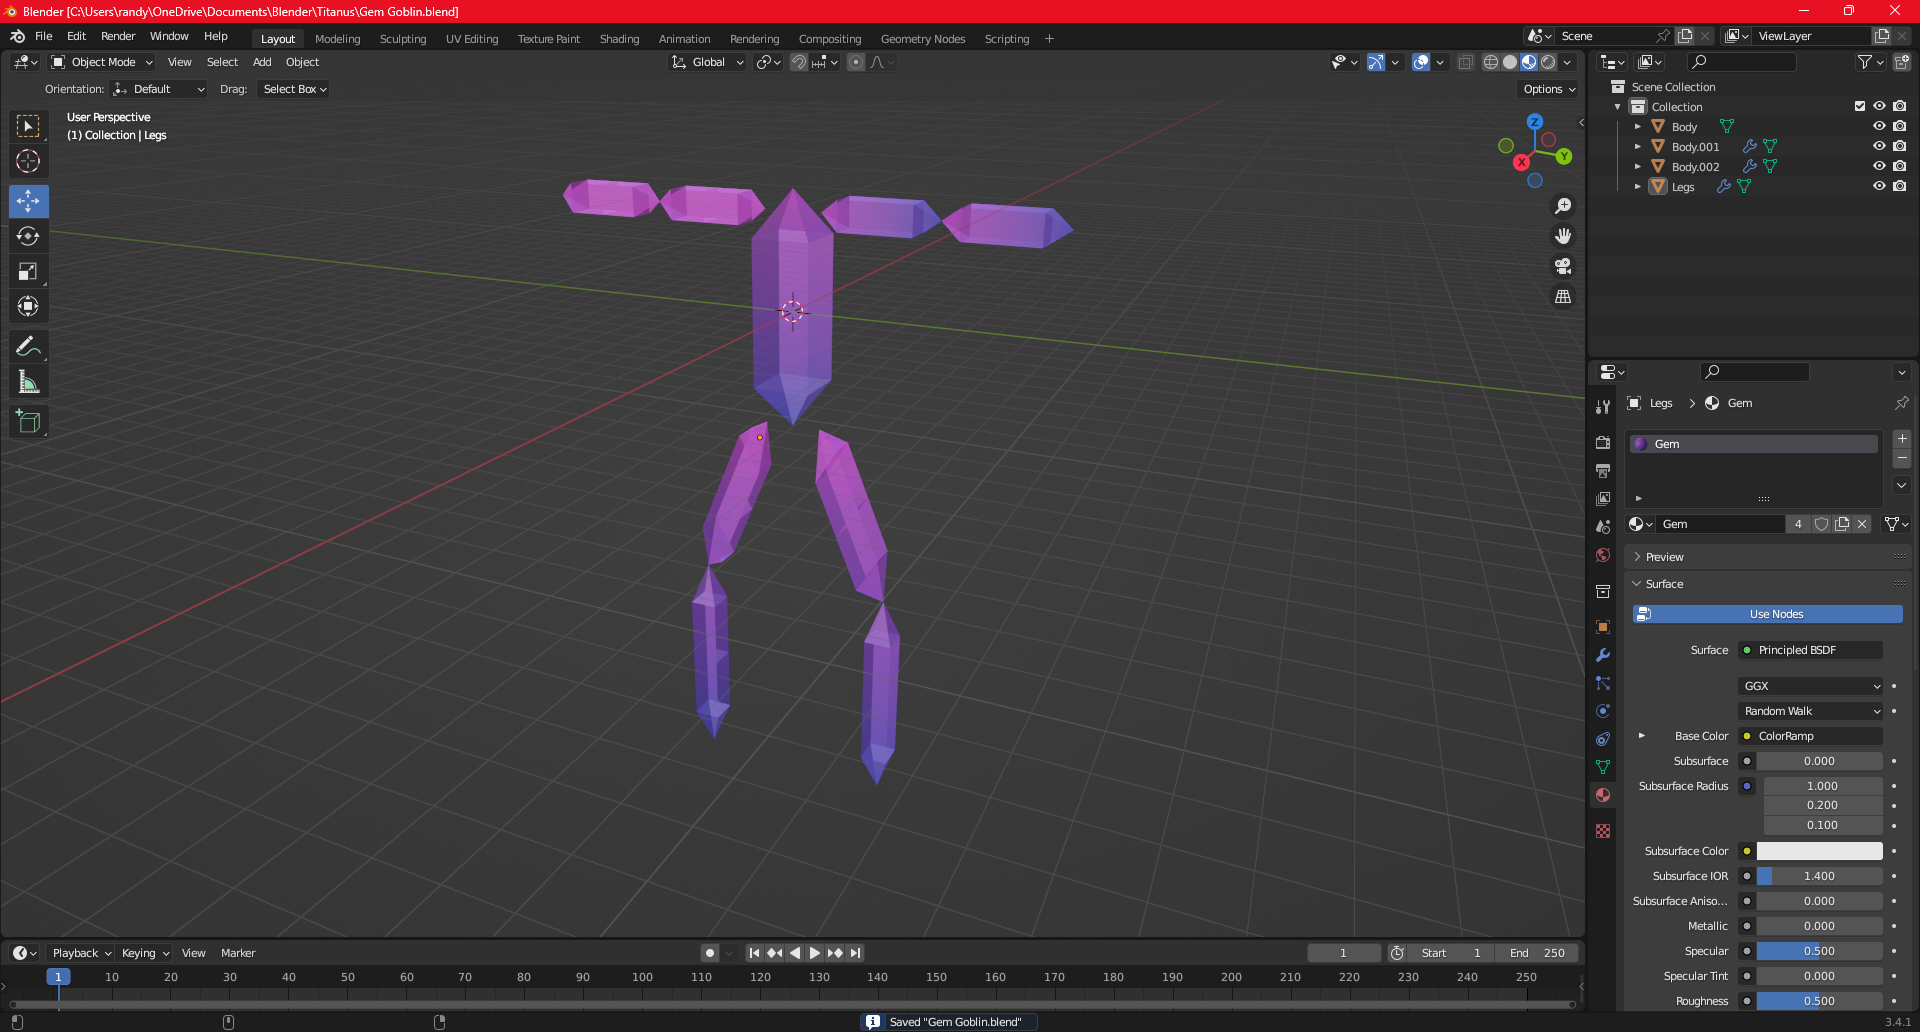 Blender [C:\Users\randy\OneDrive\Documents\Blender\Titanus\Gem Goblin.blend]
File Edit Render Window Help Layout Modeling Sculpting UV Editing Texture Paint Shading Animation Rendering Compositing Geometry Nodes Scripting + Scene ViewLayer
Object Mode View Select Add Object Global
Orientation: Default Drag: Select Box Options
User Perspective
(1) Collection | Legs
Z
Y
X
Scene Collection
Collection
Body
Body.001
Body.002
Legs
Legs Gem
Gem
Gem 4
Preview
Surface
Use Nodes
Surface Principled BSDF
GGX
Random Walk
Base Color ColorRamp
Subsurface 0.000
Subsurface Radius 1.000
0.200
0.100
Subsurface Color
Subsurface IOR 1.400
Subsurface Aniso... 0.000
Metallic 0.000
Specular 0.500
Specular Tint 0.000
Roughness 0.500
Playback Keying View Marker 1 Start 1 End 250
1 10 20 30 40 50 60 70 80 90 100 110 120 130 140 150 160 170 180 190 200 210 220 230 240 250
Saved "Gem Goblin.blend" 3.4.1